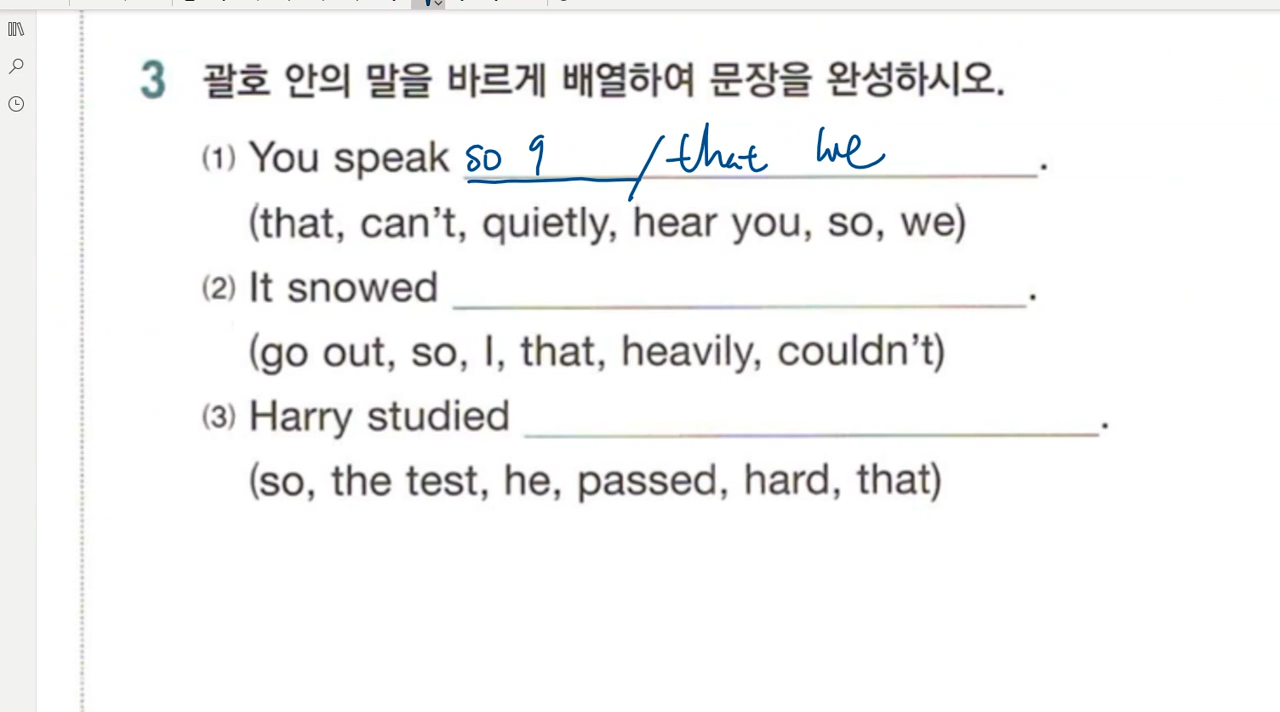 3 괄호 안의 말을 바르게 배열하여 문장을 완성하시오.
(1) You speak so q / that we .
(that, can't, quietly, hear you, so, we)
(2) It snowed .
(go out, so, I, that, heavily, couldn't)
(3) Harry studied .
(so, the test, he, passed, hard, that)